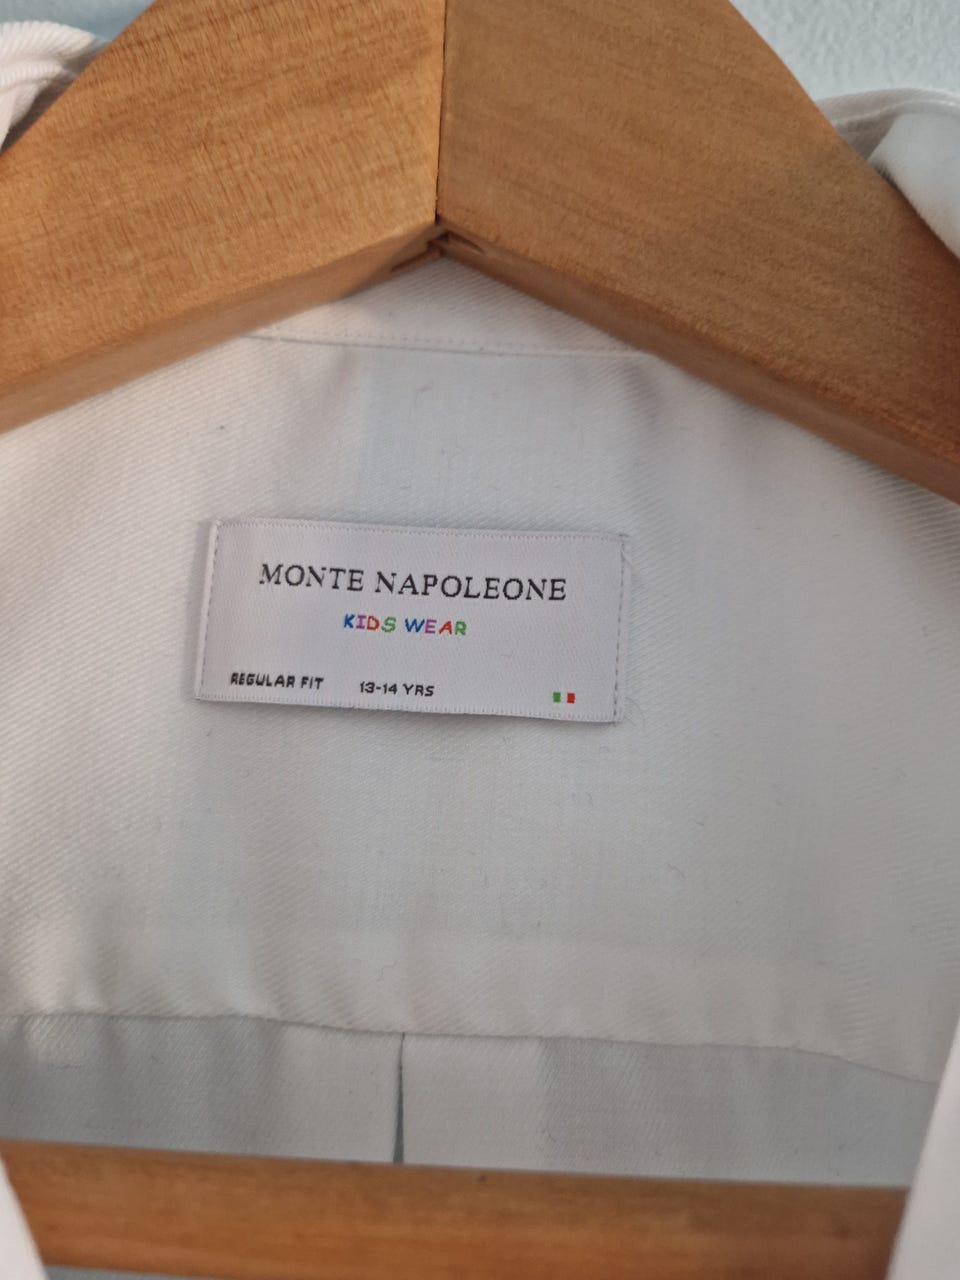 MONTE NAPOLEONE
KIDS WEAR
REGULAR FIT 13-14 YRS